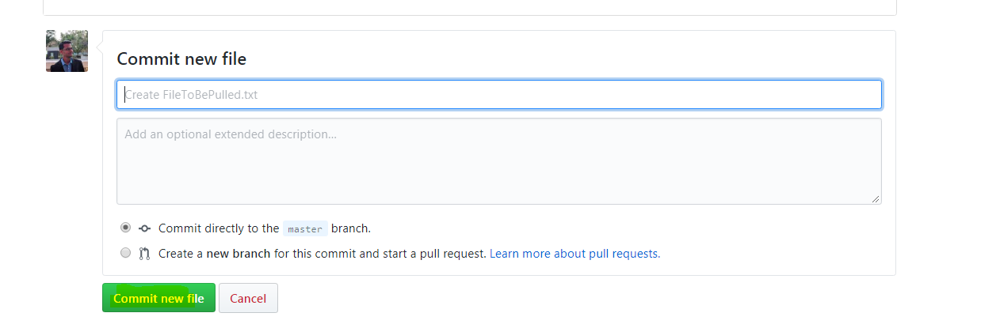 Commit new file
Create FileToBePulled.txt
Add an optional extended description...
Commit directly to the master branch.
Create a new branch for this commit and start a pull request. Learn more about pull requests.
Commit new file Cancel